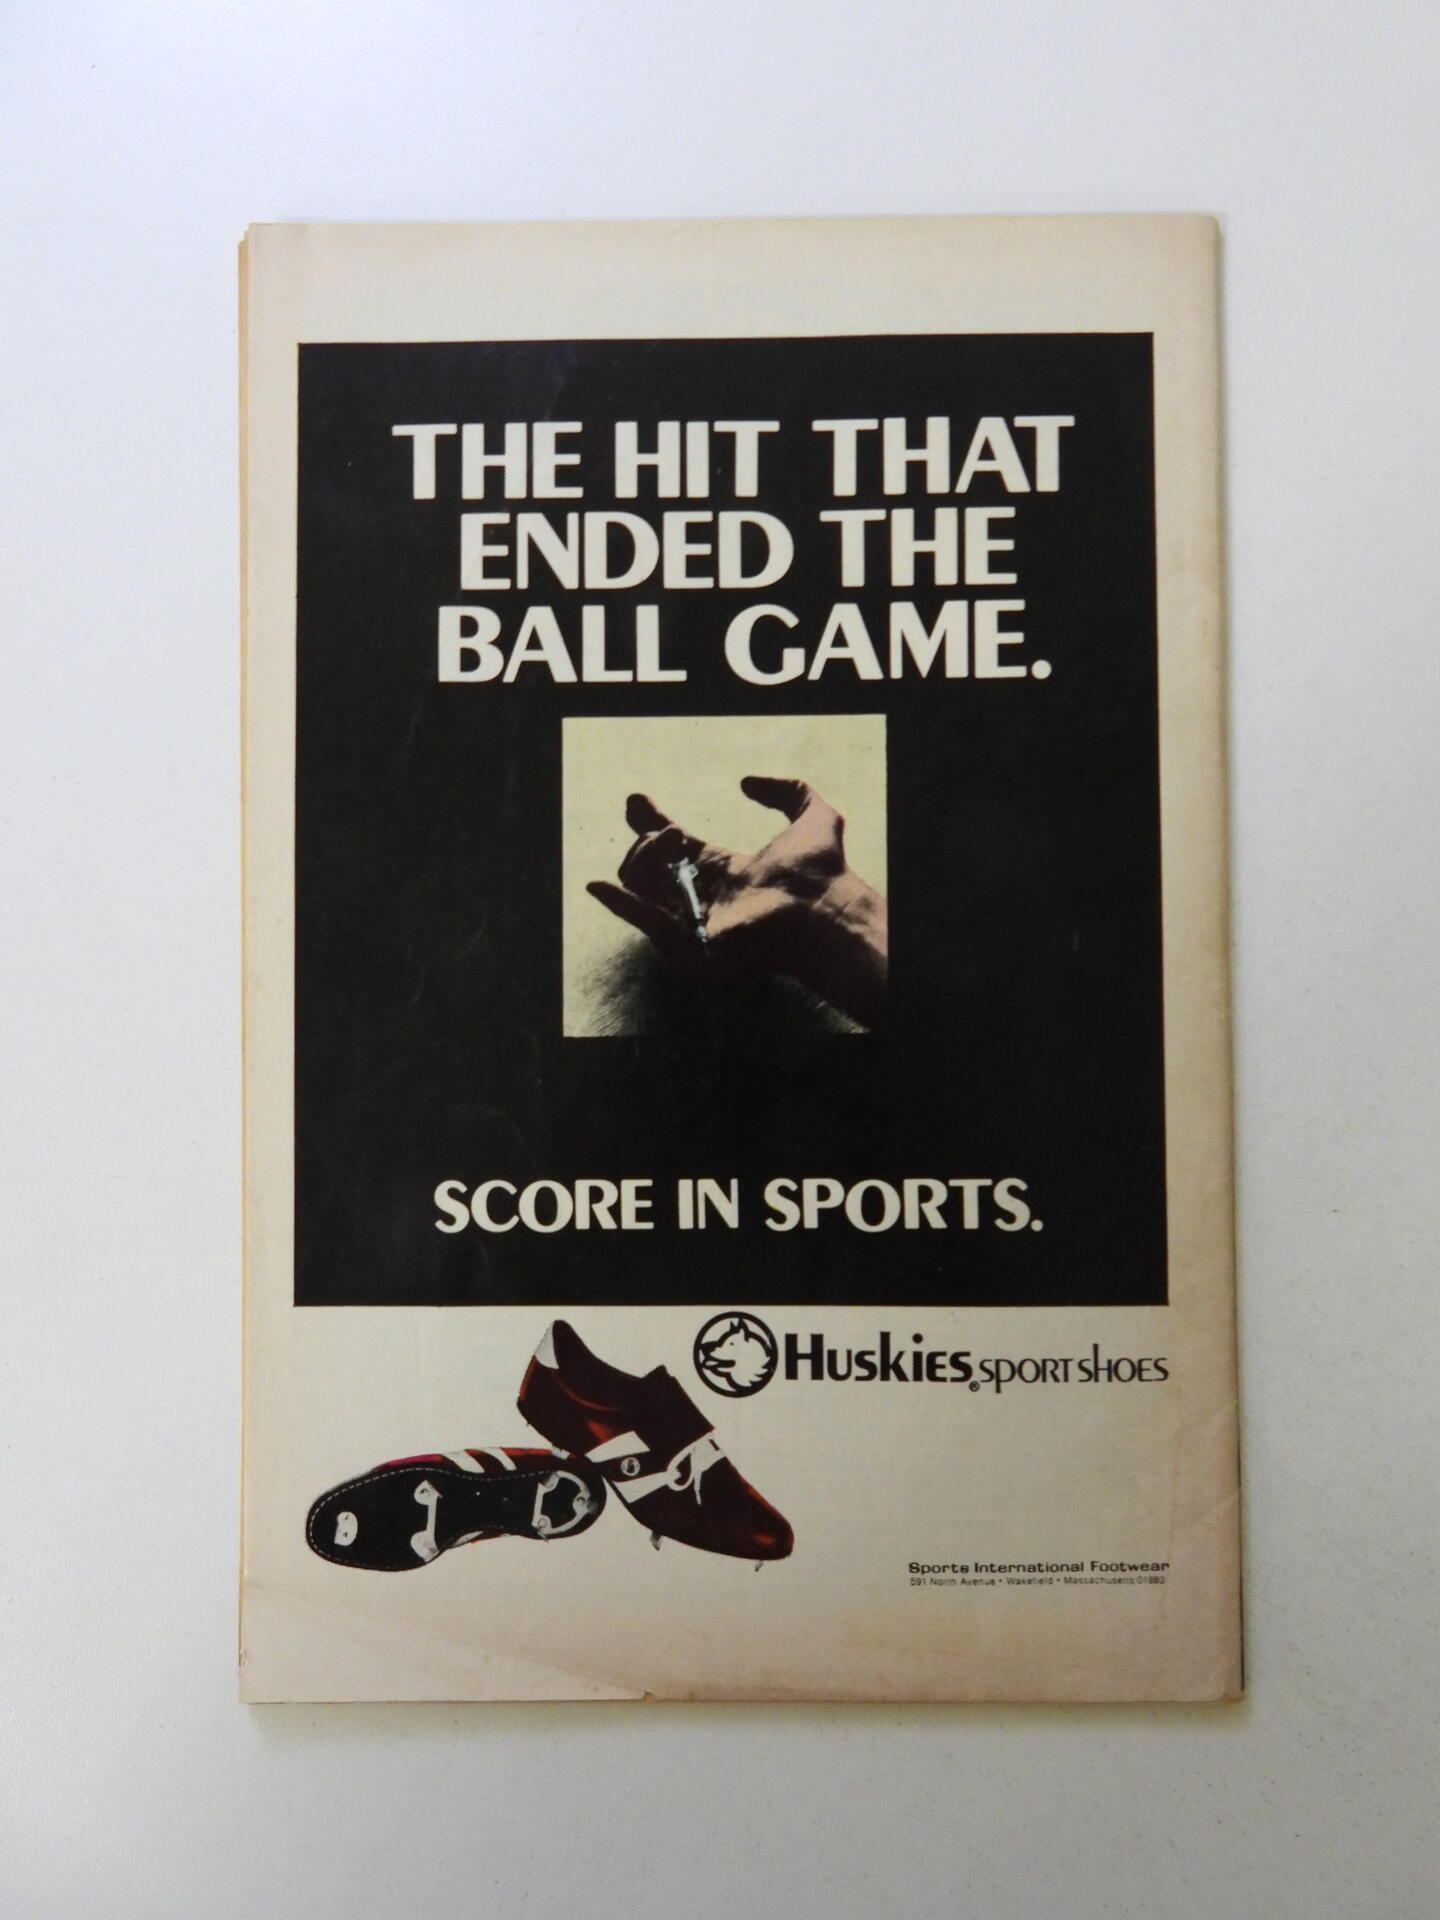 THE HIT THAT
ENDED THE
BALL GAME.
SCORE IN SPORTS.
Huskies® SPORT SHOES
Sports International Footwear
591 North Avenue • Wakefield • Massachusetts 01880